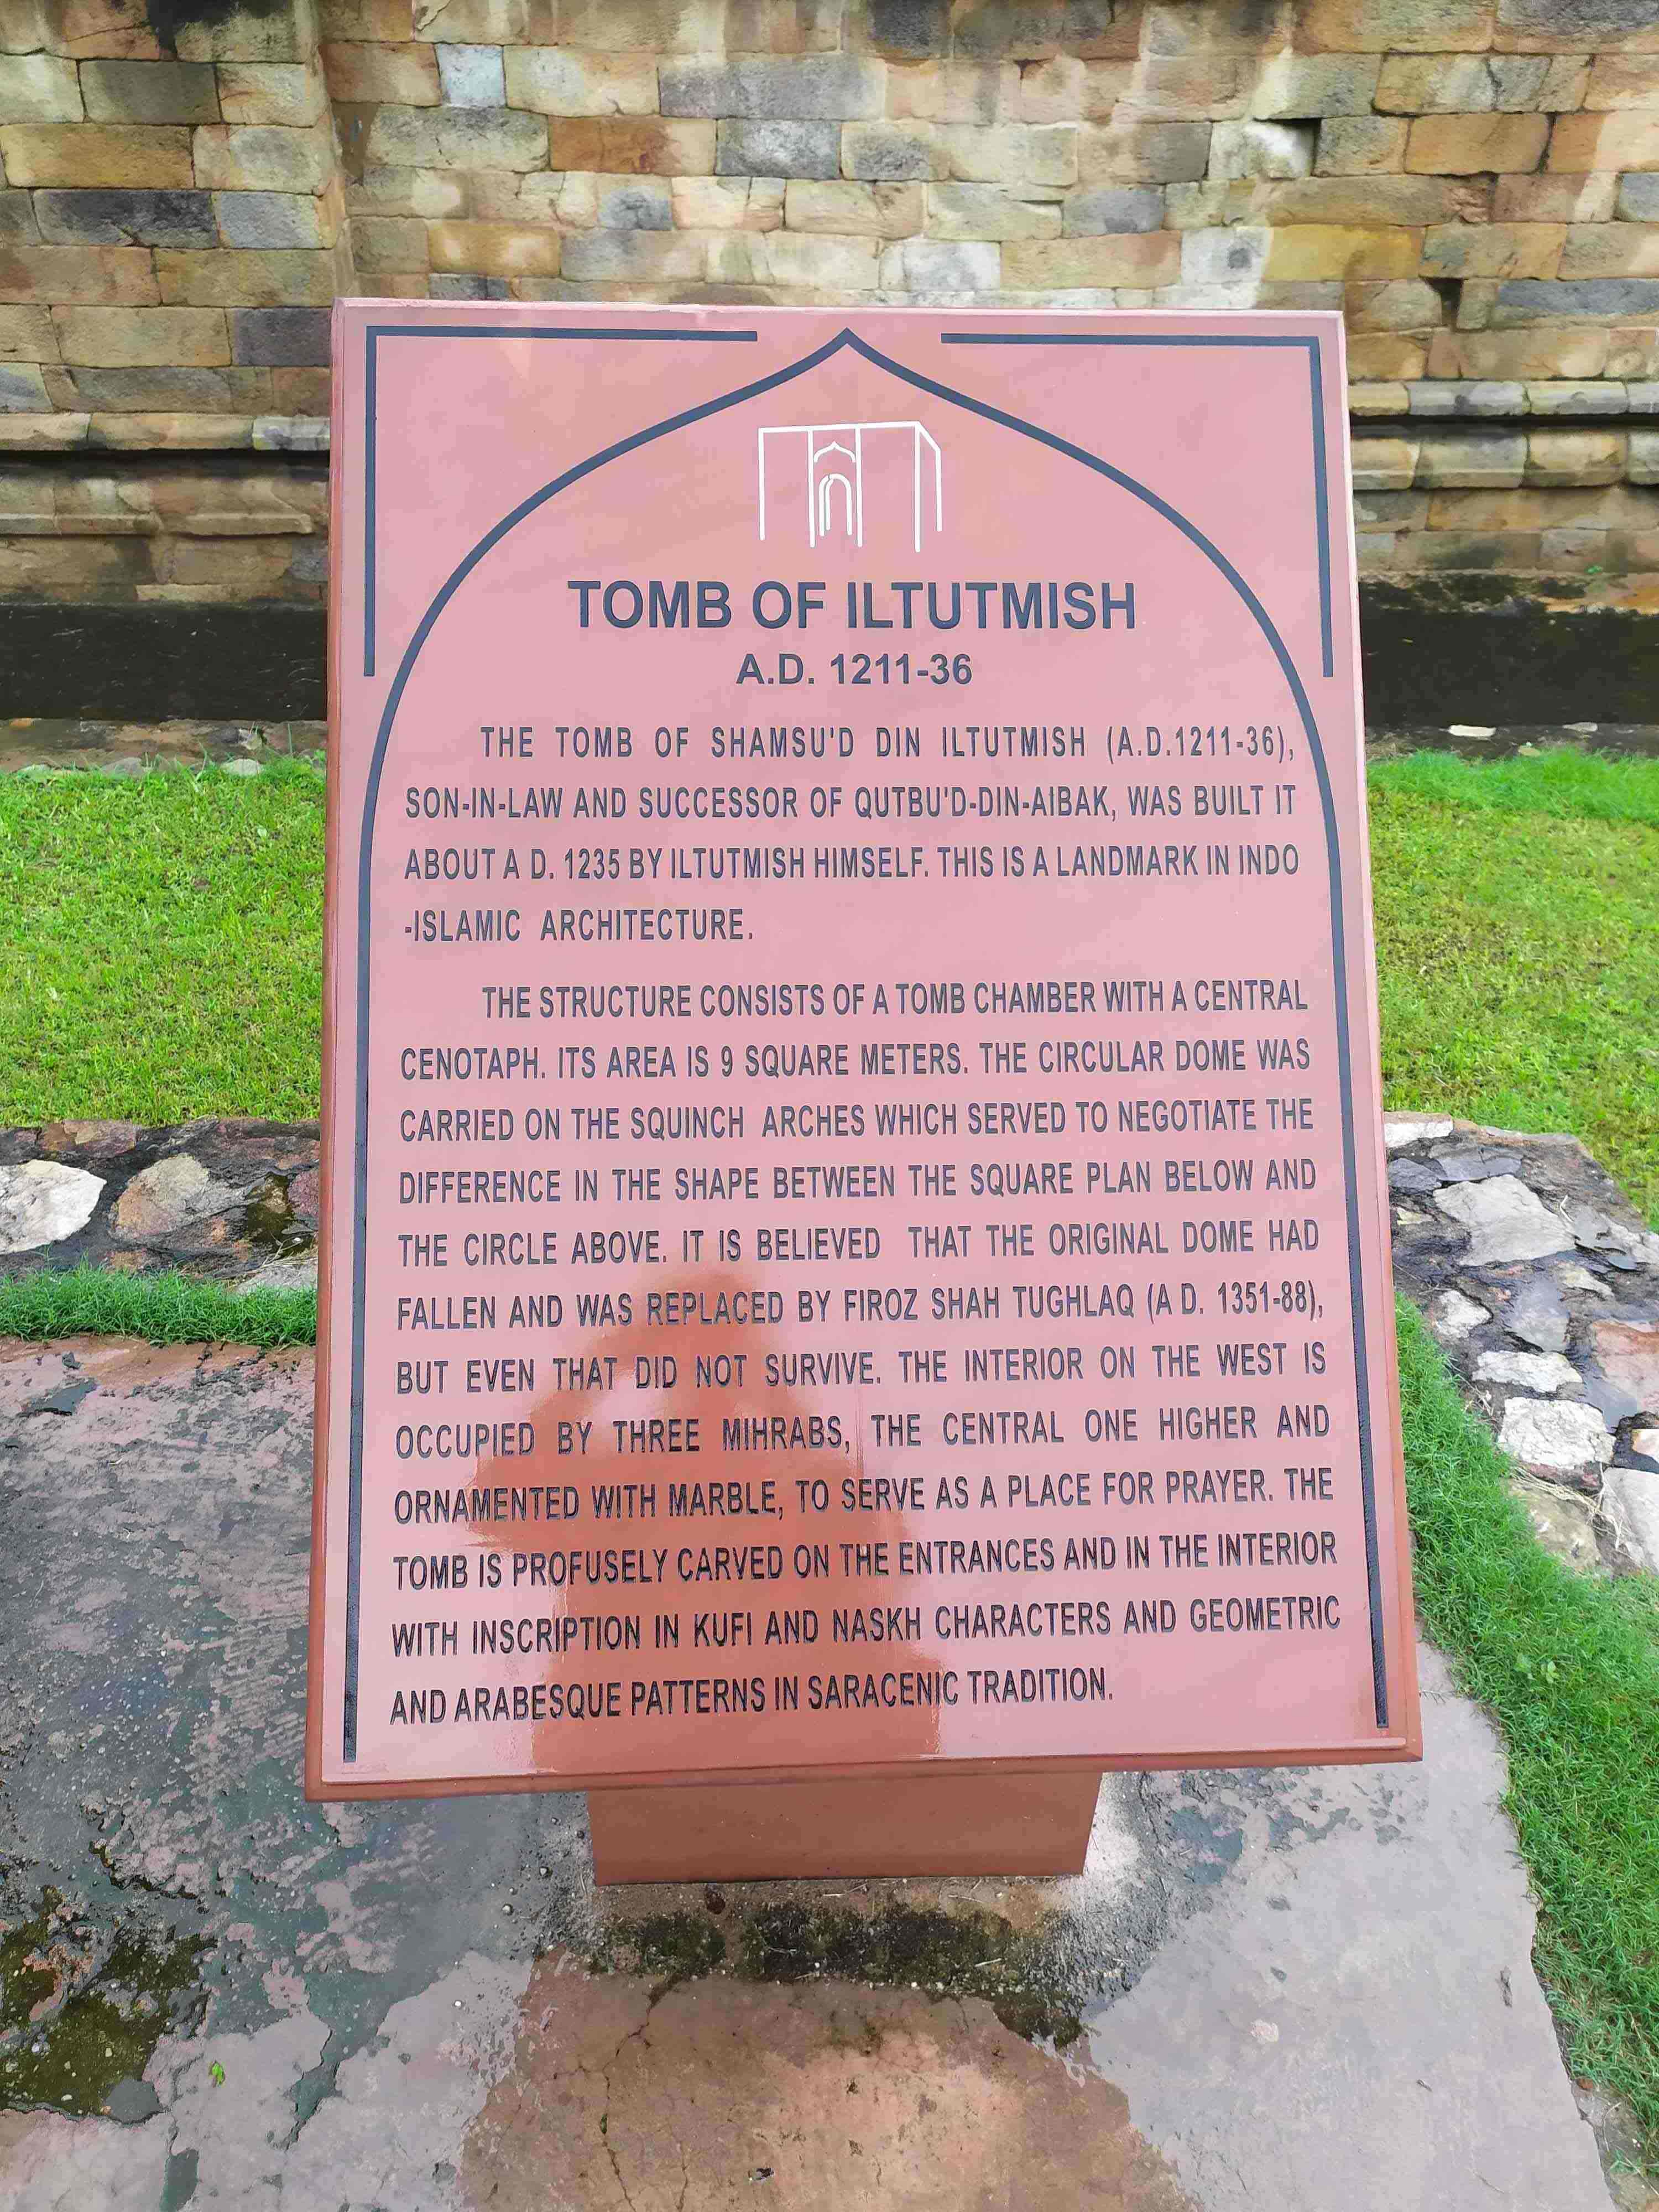 TOMB OF ILTUTMISH
A.D. 1211-36
THE TOMB OF SHAMSU'D DIN ILTUTMISH (A.D.1211-36),
SON-IN-LAW AND SUCCESSOR OF QUTBU'D-DIN-AIBAK, WAS BUILT IT
ABOUT A D. 1235 BY ILTUTMISH HIMSELF. THIS IS A LANDMARK IN INDO
-ISLAMIC ARCHITECTURE.
THE STRUCTURE CONSISTS OF A TOMB CHAMBER WITH A CENTRAL
CENOTAPH. ITS AREA IS 9 SQUARE METERS. THE CIRCULAR DOME WAS
CARRIED ON THE SQUINCH ARCHES WHICH SERVED TO NEGOTIATE THE
DIFFERENCE IN THE SHAPE BETWEEN THE SQUARE PLAN BELOW AND
THE CIRCLE ABOVE. IT IS BELIEVED THAT THE ORIGINAL DOME HAD
FALLEN AND WAS REPLACED BY FIROZ SHAH TUGHLAQ (A D. 1351-88),
BUT EVEN THAT DID NOT SURVIVE. THE INTERIOR ON THE WEST IS
OCCUPIED BY THREE MIHRABS, THE CENTRAL ONE HIGHER AND
ORNAMENTED WITH MARBLE, TO SERVE AS A PLACE FOR PRAYER. THE
TOMB IS PROFUSELY CARVED ON THE ENTRANCES AND IN THE INTERIOR
WITH INSCRIPTION IN KUFI AND NASKH CHARACTERS AND GEOMETRIC
AND ARABESQUE PATTERNS IN SARACENIC TRADITION.